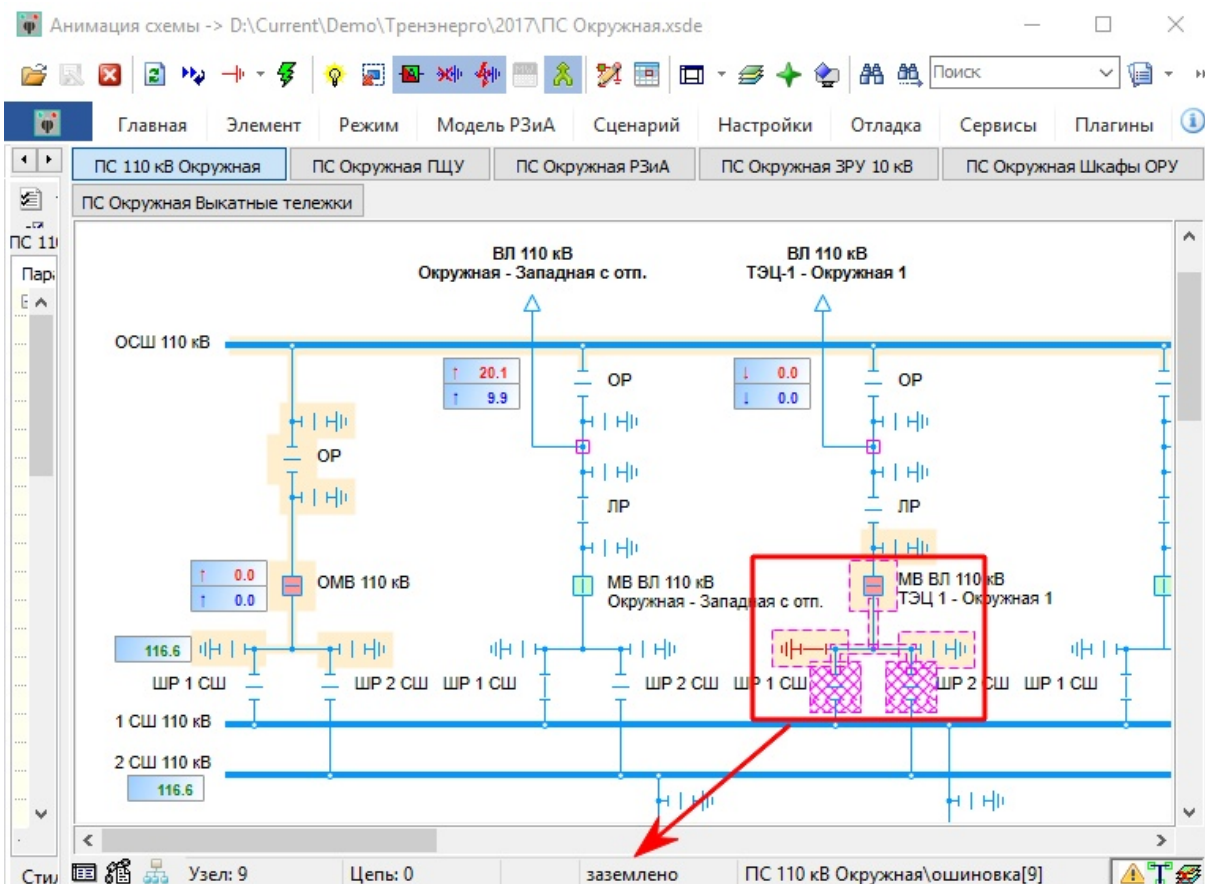 Анимация схемы -> D:\Current\Demo\Тренэнерго\2017\ПС Окружная.xsde
Поиск
Главная Элемент Режим Модель РЗиА Сценарий Настройки Отладка Сервисы Плагины
ПС 110 кВ Окружная ПС Окружная ПЩУ ПС Окружная РЗиА ПС Окружная ЗРУ 10 кВ ПС Окружная Шкафы ОРУ
ПС Окружная Выкатные тележки
ПС 11
Пар
ВЛ 110 кВ
Окружная - Западная с отп.
ВЛ 110 кВ
ТЭЦ-1 - Окружная 1
ОСШ 110 кВ
↑ 20.1
↑ 9.9
ОР
↓ 0.0
↓ 0.0
ОР
ОР
ЛР
ЛР
↑ 0.0
↑ 0.0
ОМВ 110 кВ
МВ ВЛ 110 кВ
Окружная - Западная с отп.
МВ ВЛ 110 кВ
ТЭЦ 1 - Окружная 1
116.6
ШР 1 СШ ШР 2 СШ ШР 1 СШ ШР 2 СШ ШР 1 СШ ШР 2 СШ ШР 1 СШ
1 СШ 110 кВ
2 СШ 110 кВ
116.6
Сти
Узел: 9 Цепь: 0 заземлено ПС 110 кВ Окружная\ошиновка[9]